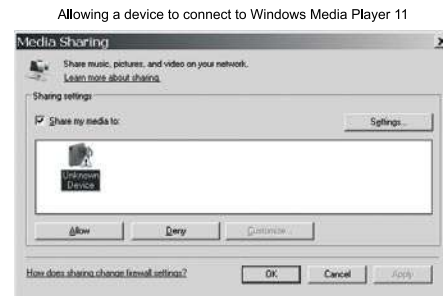 Allowing a device to connect to Windows Media Player 11
Media Sharing
Share music, pictures, and video on your network.
Learn more about sharing.
Sharing settings
Share my media to:
Settings...
Unknown
Device
Allow
Deny
Customize...
How does sharing change firewall settings?
OK
Cancel
Apply